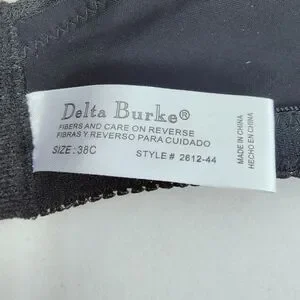 Delta Burke®
FIBERS AND CARE ON REVERSE
FIBRAS Y REVERSO PARA CUIDADO
SIZE: 38C
STYLE # 2612-44
MADE IN CHINA
HECHO EN CHINA